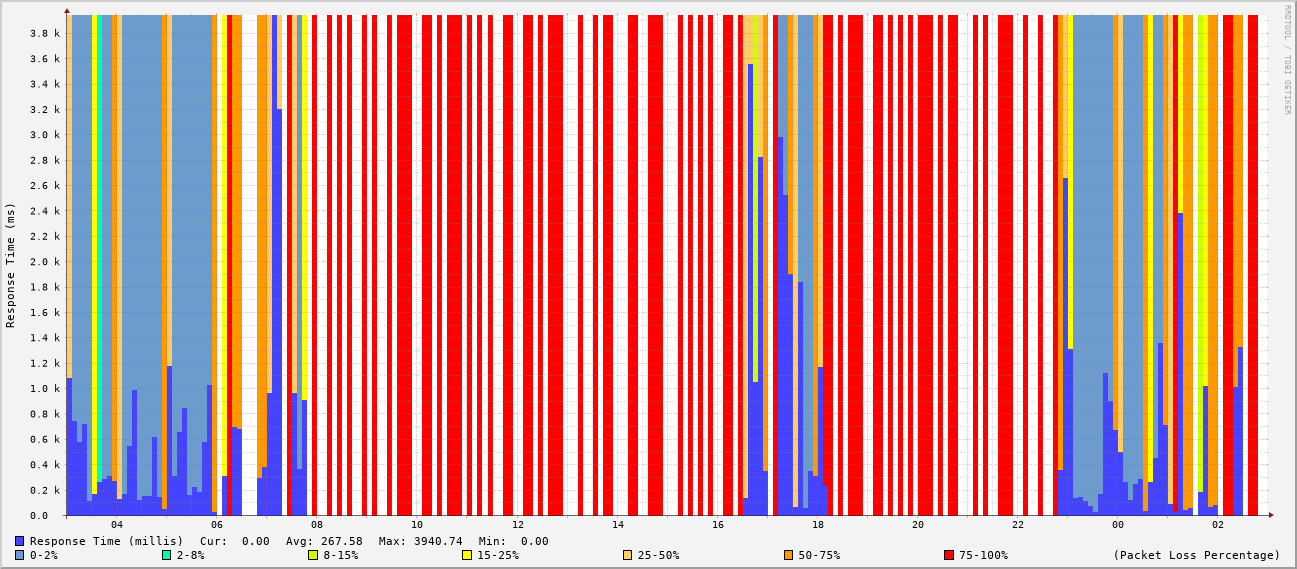 RRDTOOL / TOBI OETIKER
Response Time (ms)
3.8 k
3.6 k
3.4 k
3.2 k
3.0 k
2.8 k
2.6 k
2.4 k
2.2 k
2.0 k
1.8 k
1.6 k
1.4 k
1.2 k
1.0 k
0.8 k
0.6 k
0.4 k
0.2 k
0.0
04 06 08 10 12 14 16 18 20 22 00 02
Response Time (millis) Cur: 0.00 Avg: 267.58 Max: 3940.74 Min: 0.00
0-2% 2-8% 8-15% 15-25% 25-50% 50-75% 75-100% (Packet Loss Percentage)